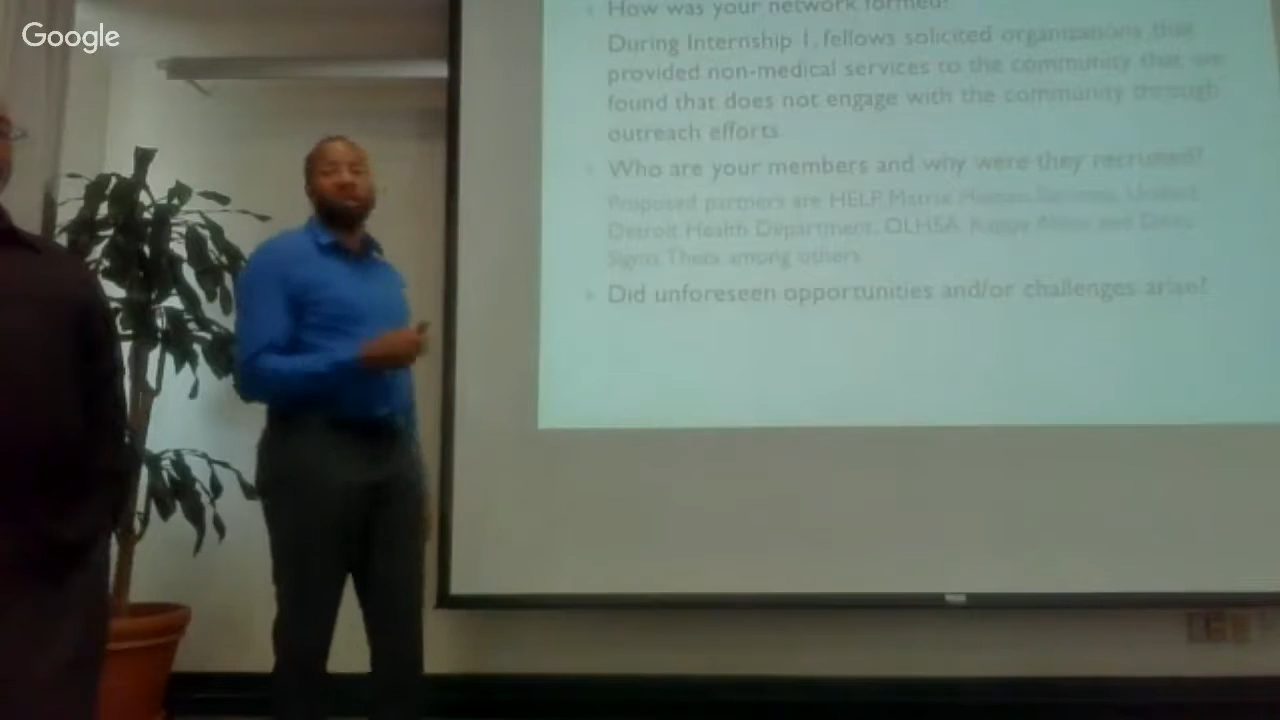 Google
How was your network formed?
During Internship 1, fellows solicited organizations that
provided non-medical services to the community that we
found that does not engage with the community through
outreach efforts.
Who are your members and why were they recruited?
Proposed partners are HELP, Matrix Human Services, United
Detroit Health Department, OLHSA, Kappa Alpha and Delta
Sigma Theta among others
Did unforeseen opportunities and/or challenges arise?